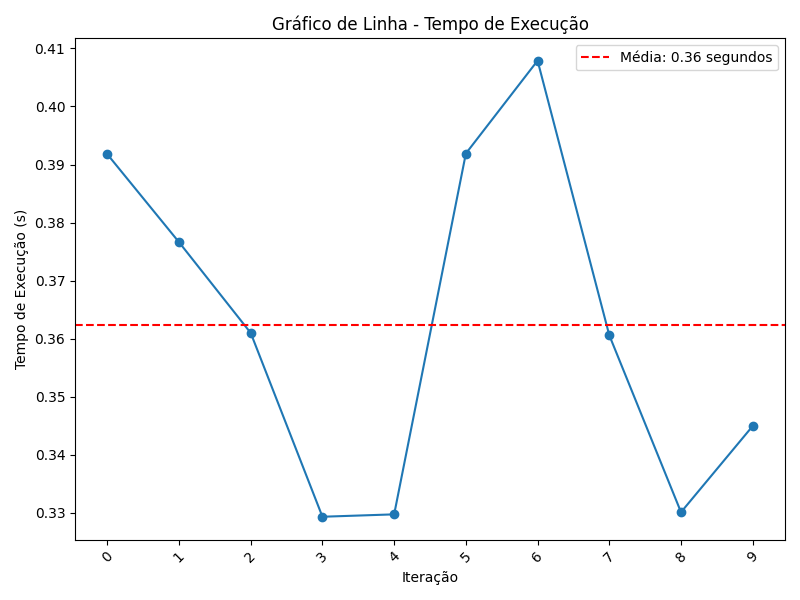 Gráfico de Linha - Tempo de Execução
Média: 0.36 segundos
Tempo de Execução (s)
0.41
0.40
0.39
0.38
0.37
0.36
0.35
0.34
0.33
0 1 2 3 4 5 6 7 8 9
Iteração